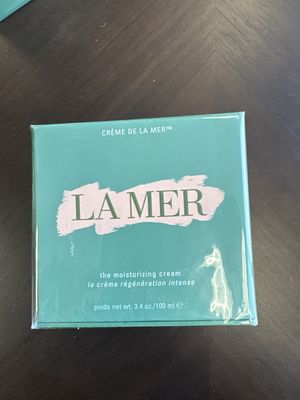 CRÈME DE LA MER™
LA MER
the moisturizing cream
la crème régénération intense
poids net wt. 3.4 oz/100 ml ℮